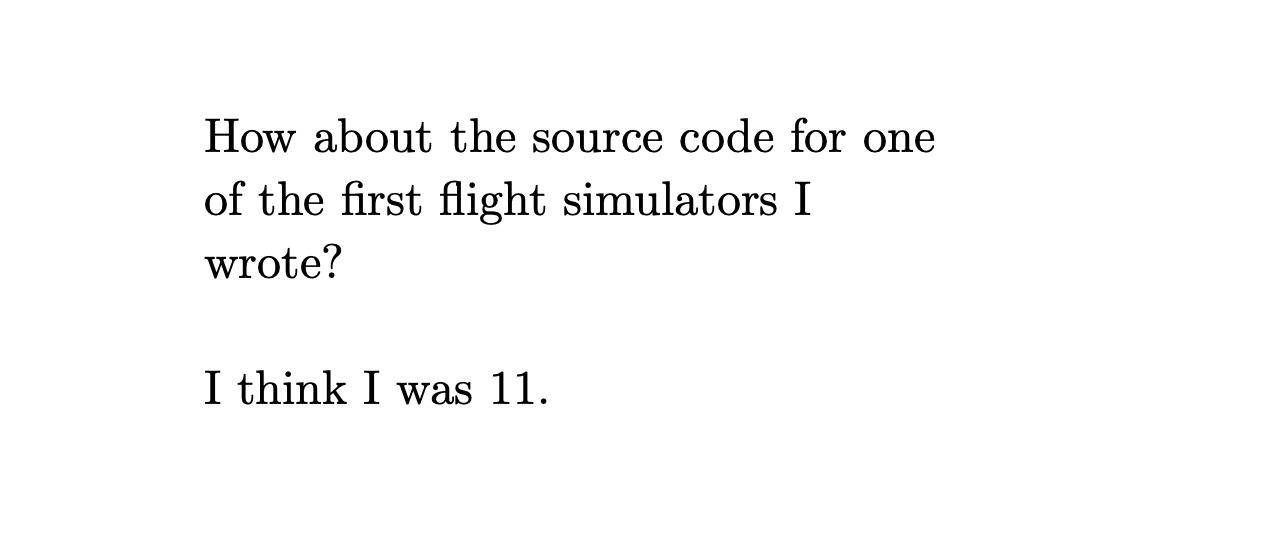 How about the source code for one
of the first flight simulators I
wrote?
I think I was 11.